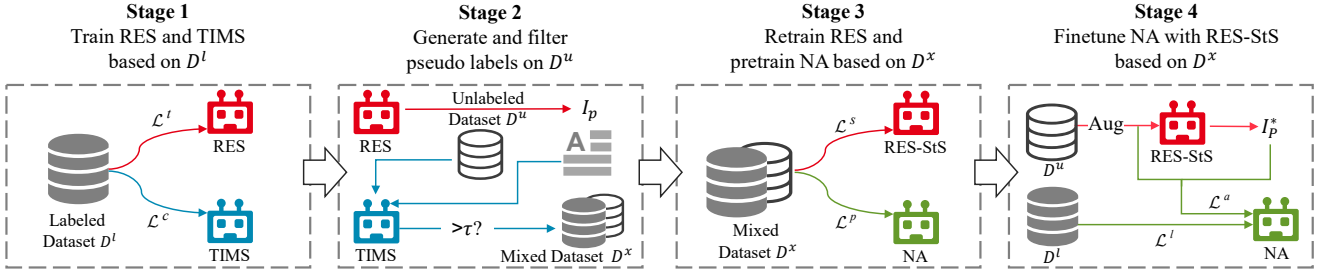 Stage 1
Train RES and TIMS
based on D^l
ℒ^t
RES
Labeled
Dataset D^l
ℒ^c
TIMS
Stage 2
Generate and filter
pseudo labels on D^u
Unlabeled
Dataset D^u
I_p
RES
A
TIMS
>τ?
Mixed Dataset D^x
Stage 3
Retrain RES and
pretrain NA based on D^x
ℒ^s
RES-StS
Mixed
Dataset D^x
ℒ^p
NA
Stage 4
Finetune NA with RES-StS
based on D^x
D^u
Aug
RES-StS
I_P^*
ℒ^a
D^l
ℒ^l
NA